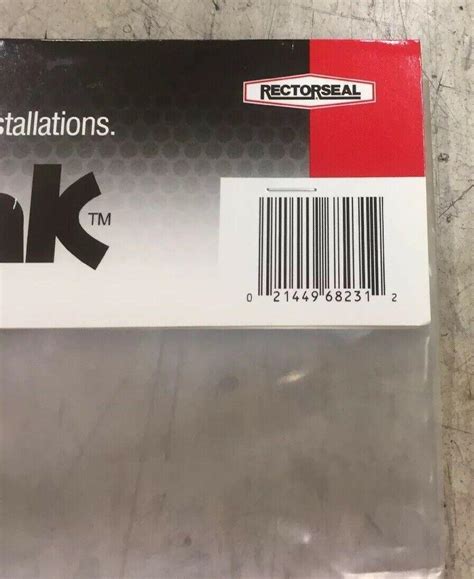 RECTORSEAL
stallations.
nk™
0 21449 68231 2